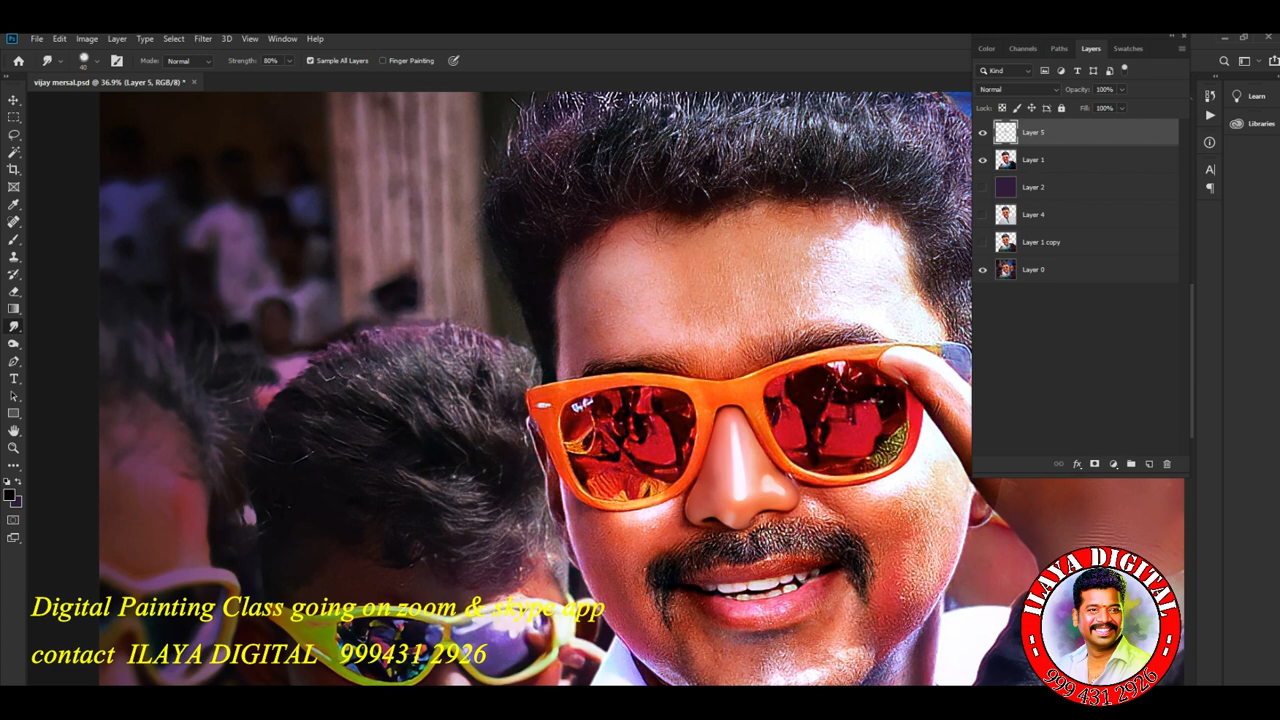 File Edit Image Layer Type Select Filter 3D View Window Help
Mode: Normal Strength: 80% Sample All Layers Finger Painting
40
vijay mersal.psd @ 36.9% (Layer 5, RGB/8) *
Color Channels Paths Layers Swatches
Kind
Normal Opacity: 100%
Lock: Fill: 100%
Layer 5
Layer 1
Layer 2
Layer 4
Layer 1 copy
Layer 0
Learn
Libraries
Ray-Ban
Digital Painting Class going on zoom & skype app
contact ILAYA DIGITAL 999431 2926
ILAYA DIGITAL
999 431 2926